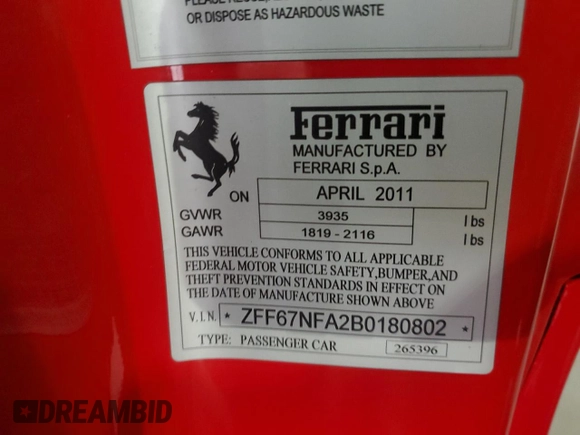 OR DISPOSE AS HAZARDOUS WASTE
Ferrari
MANUFACTURED BY
FERRARI S.p.A.
ON APRIL 2011
GVWR 3935 lbs
GAWR 1819 - 2116 lbs
THIS VEHICLE CONFORMS TO ALL APPLICABLE
FEDERAL MOTOR VEHICLE SAFETY,BUMPER,AND
THEFT PREVENTION STANDARDS IN EFFECT ON
THE DATE OF MANUFACTURE SHOWN ABOVE
V.I.N. * ZFF67NFA2B0180802 *
TYPE: PASSENGER CAR 265396
DREAMBID